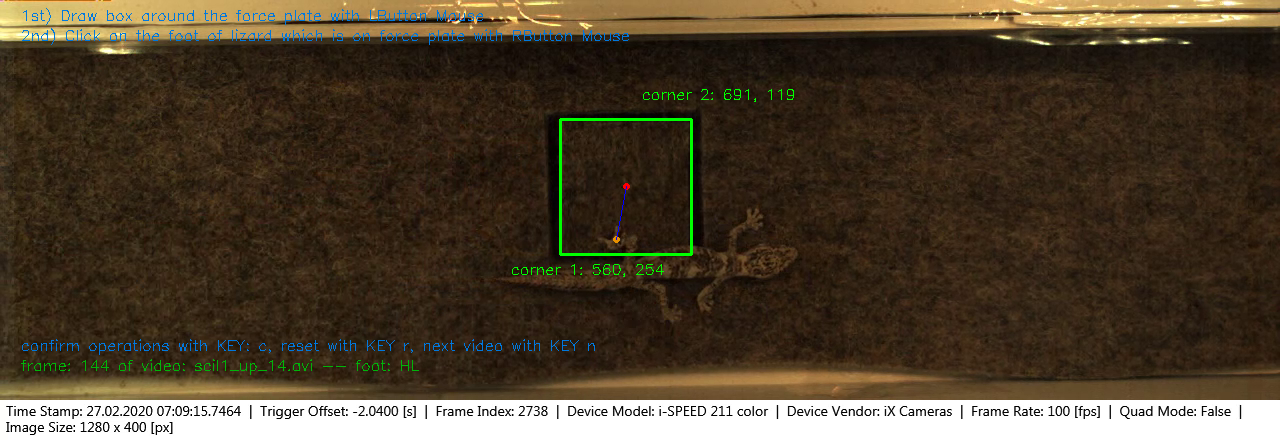 1st) Draw box around the force plate with LButton Mouse
2nd) Click on the foot of lizard which is on force plate with RButton Mouse
corner 2: 691, 119
corner 1: 560, 254
confirm operations with KEY: c, reset with KEY r, next video with KEY n
frame: 144 of video: scil1_up_14.avi -- foot: HL
Time Stamp: 27.02.2020 07:09:15.7464 | Trigger Offset: -2.0400 [s] | Frame Index: 2738 | Device Model: i-SPEED 211 color | Device Vendor: iX Cameras | Frame Rate: 100 [fps] | Quad Mode: False |
Image Size: 1280 x 400 [px]